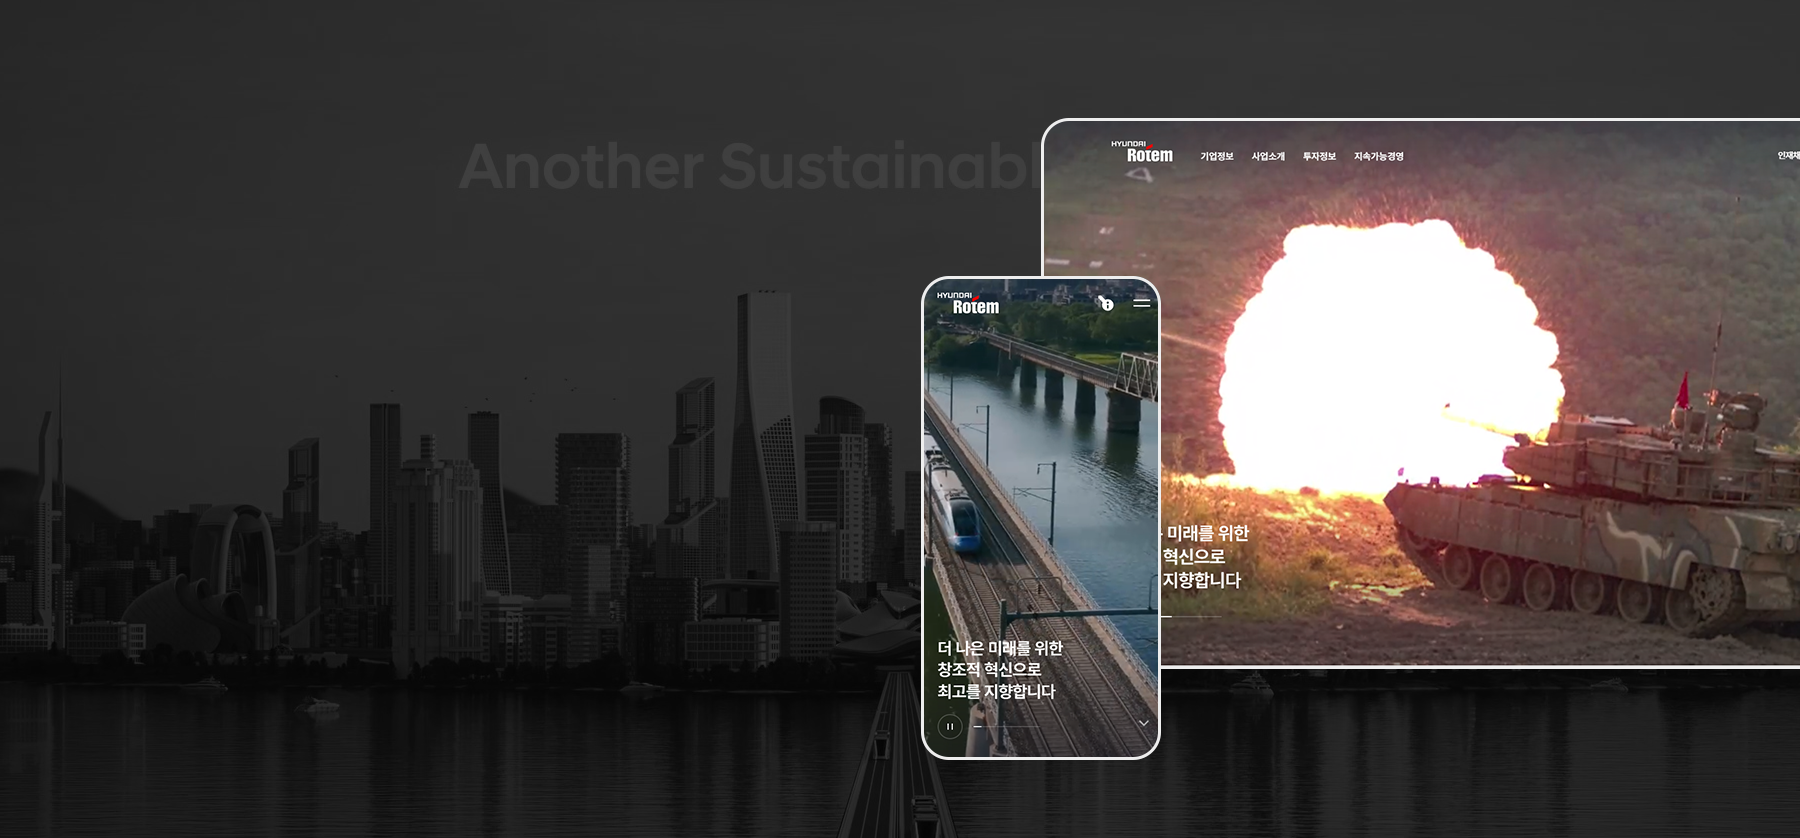 Another Sustainabl
HYUNDAI
Rotem
기업정보 사업소개 투자정보 지속가능경영 인재채
미래를 위한
혁신으로
지향합니다
HYUNDAI
Rotem
더 나은 미래를 위한
창조적 혁신으로
최고를 지향합니다